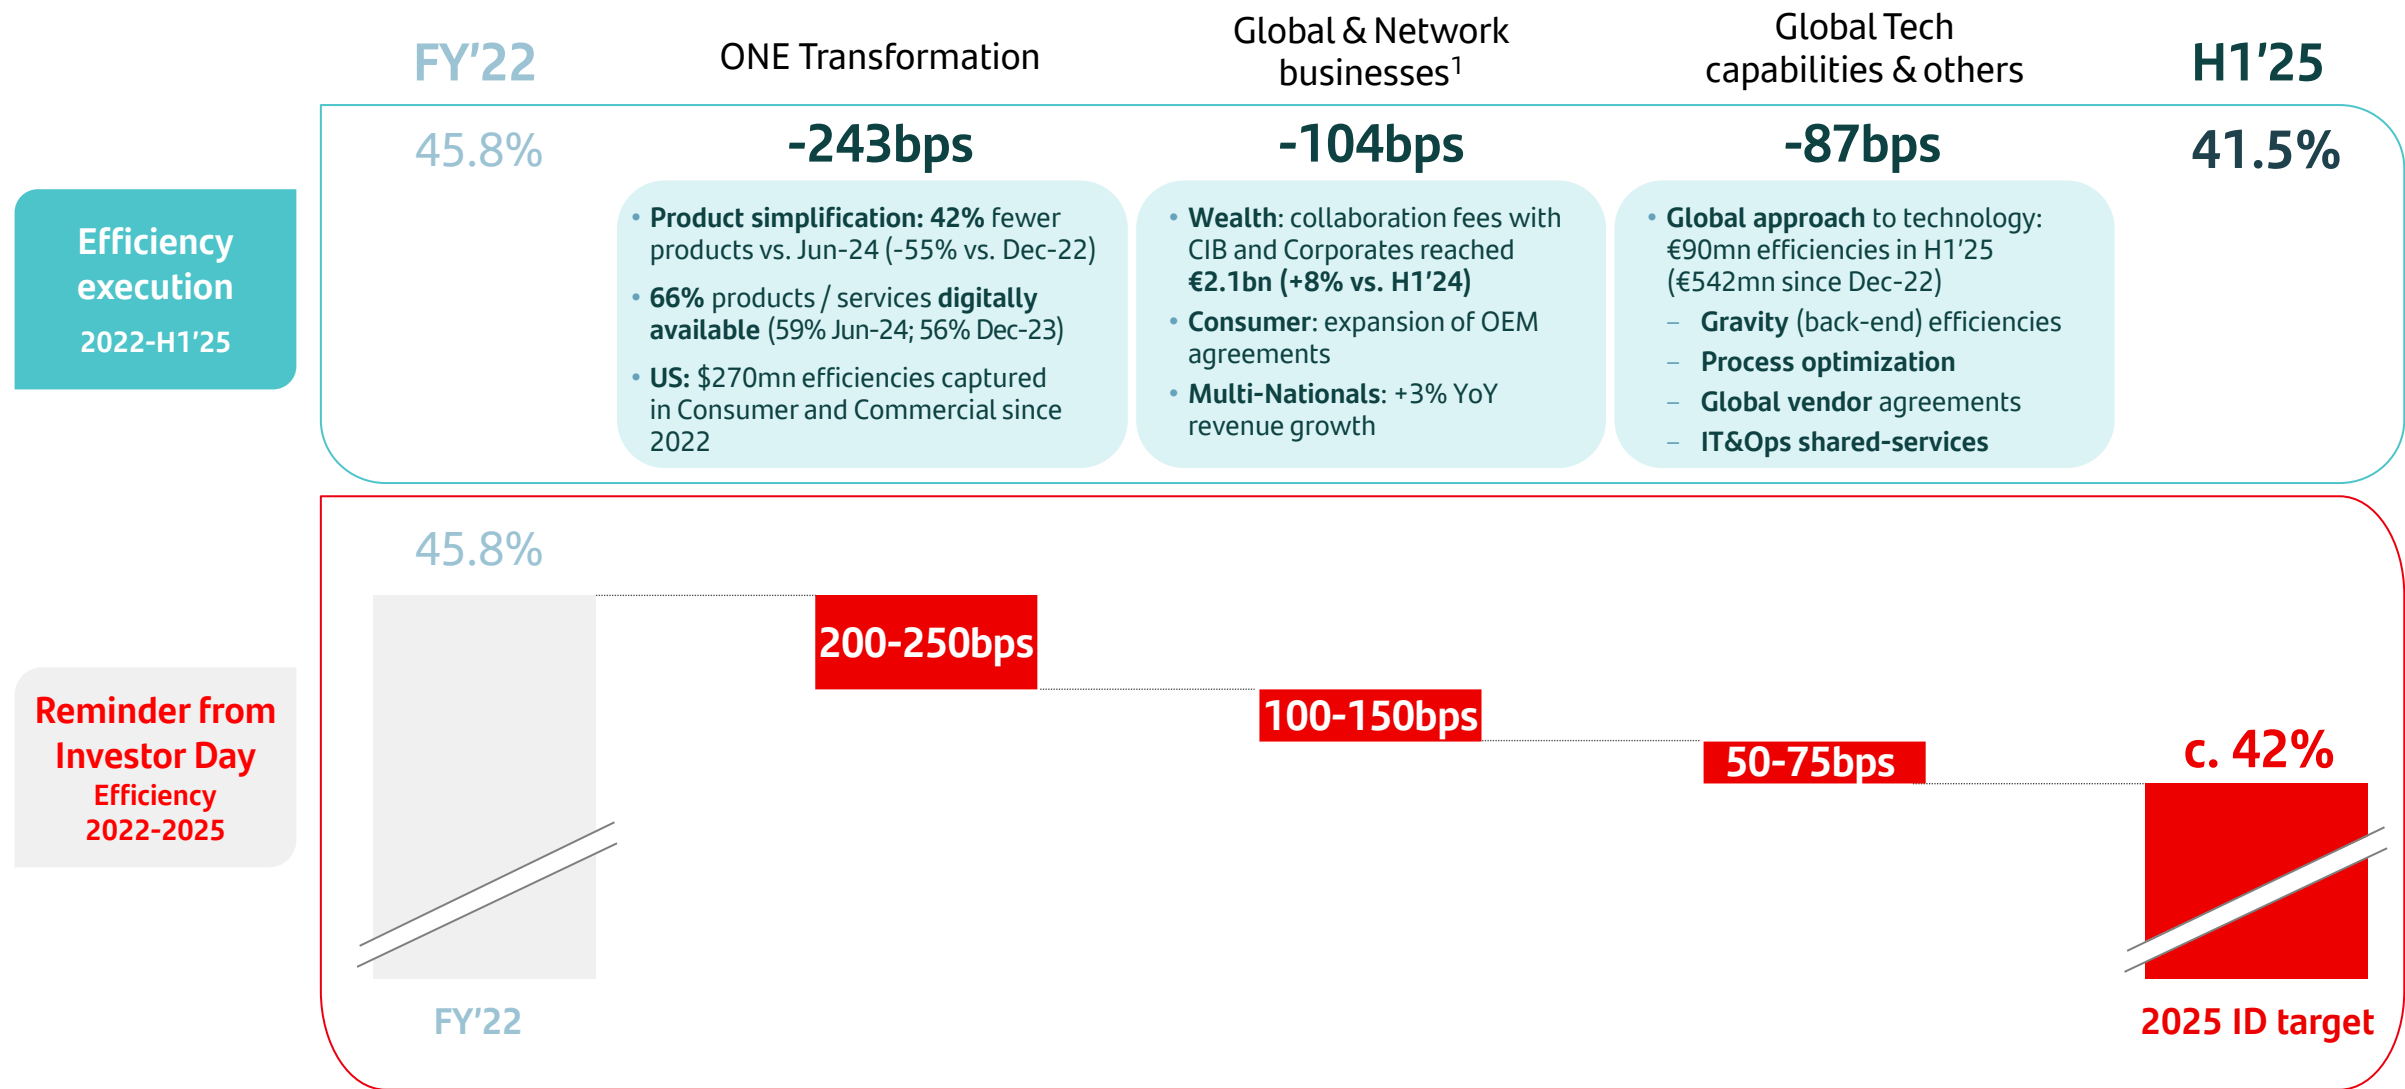 FY'22
ONE Transformation
Global & Network
businesses¹
Global Tech
capabilities & others
H1'25
Efficiency
execution
2022-H1'25
45.8%
-243bps
• Product simplification: 42% fewer
products vs. Jun-24 (-55% vs. Dec-22)
• 66% products / services digitally
available (59% Jun-24; 56% Dec-23)
• US: $270mn efficiencies captured
in Consumer and Commercial since
2022
-104bps
• Wealth: collaboration fees with
CIB and Corporates reached
€2.1bn (+8% vs. H1'24)
• Consumer: expansion of OEM
agreements
• Multi-Nationals: +3% YoY
revenue growth
-87bps
• Global approach to technology:
€90mn efficiencies in H1'25
(€542mn since Dec-22)
– Gravity (back-end) efficiencies
– Process optimization
– Global vendor agreements
– IT&Ops shared-services
41.5%
Reminder from
Investor Day
Efficiency
2022-2025
45.8%
200-250bps
100-150bps
50-75bps
c. 42%
FY'22
2025 ID target